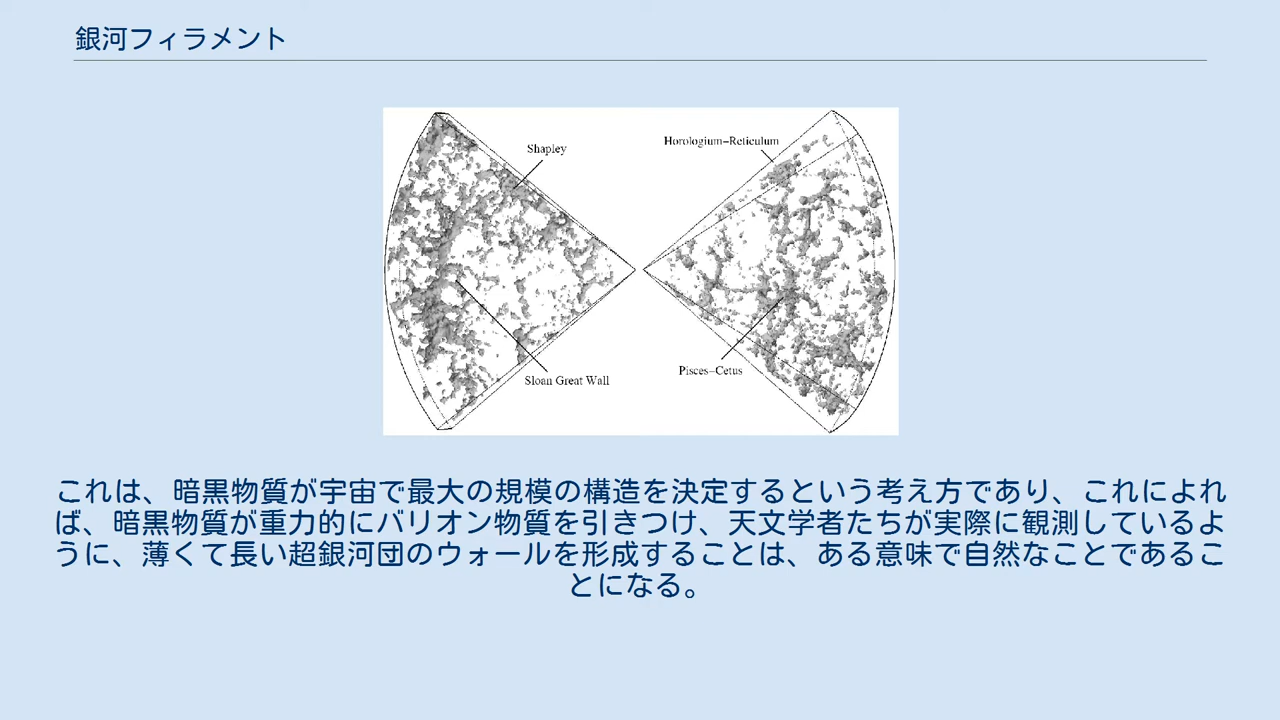 銀河フィラメント
Shapley
Horologium−Reticulum
Sloan Great Wall
Pisces−Cetus
これは、暗黒物質が宇宙で最大の規模の構造を決定するという考え方であり、これによれ
ば、暗黒物質が重力的にバリオン物質を引きつけ、天文学者たちが実際に観測しているよ
うに、薄くて長い超銀河団のウォールを形成することは、ある意味で自然なことであるこ
とになる。